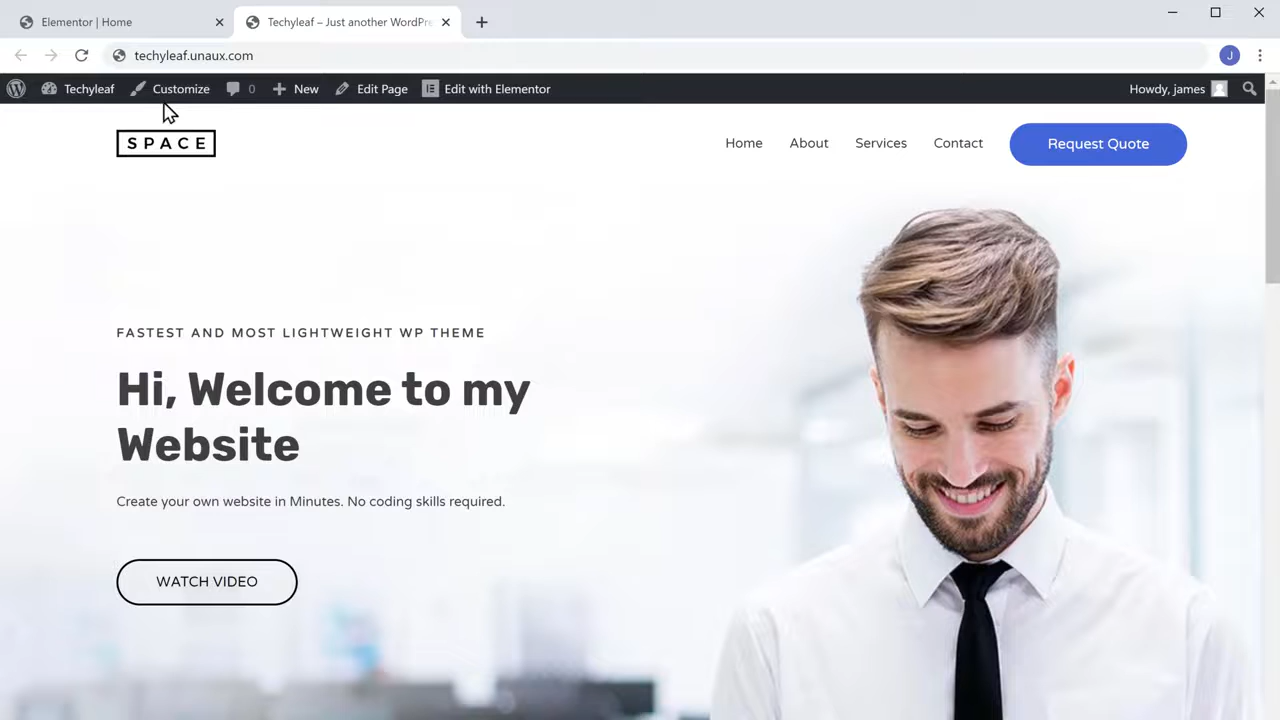 Elementor | Home
Techyleaf – Just another WordPre
techyleaf.unaux.com
J
Techyleaf Customize 0 New Edit Page Edit with Elementor Howdy, james
SPACE
Home About Services Contact Request Quote
FASTEST AND MOST LIGHTWEIGHT WP THEME
Hi, Welcome to my
Website
Create your own website in Minutes. No coding skills required.
WATCH VIDEO